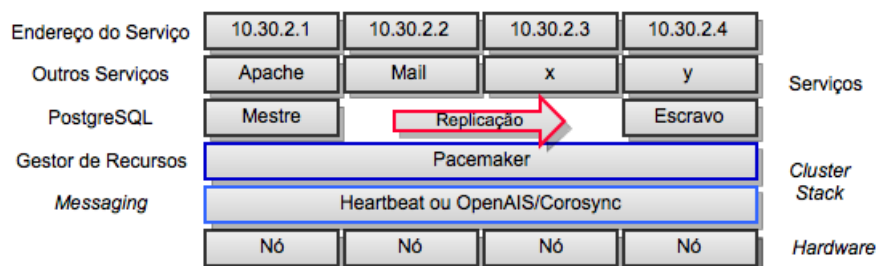 Endereço do Serviço 10.30.2.1 10.30.2.2 10.30.2.3 10.30.2.4
Outros Serviços Apache Mail x y
Serviços
PostgreSQL Mestre Replicação Escravo
Gestor de Recursos Pacemaker
Cluster
Stack
Messaging Heartbeat ou OpenAIS/Corosync
Nó Nó Nó Nó Hardware